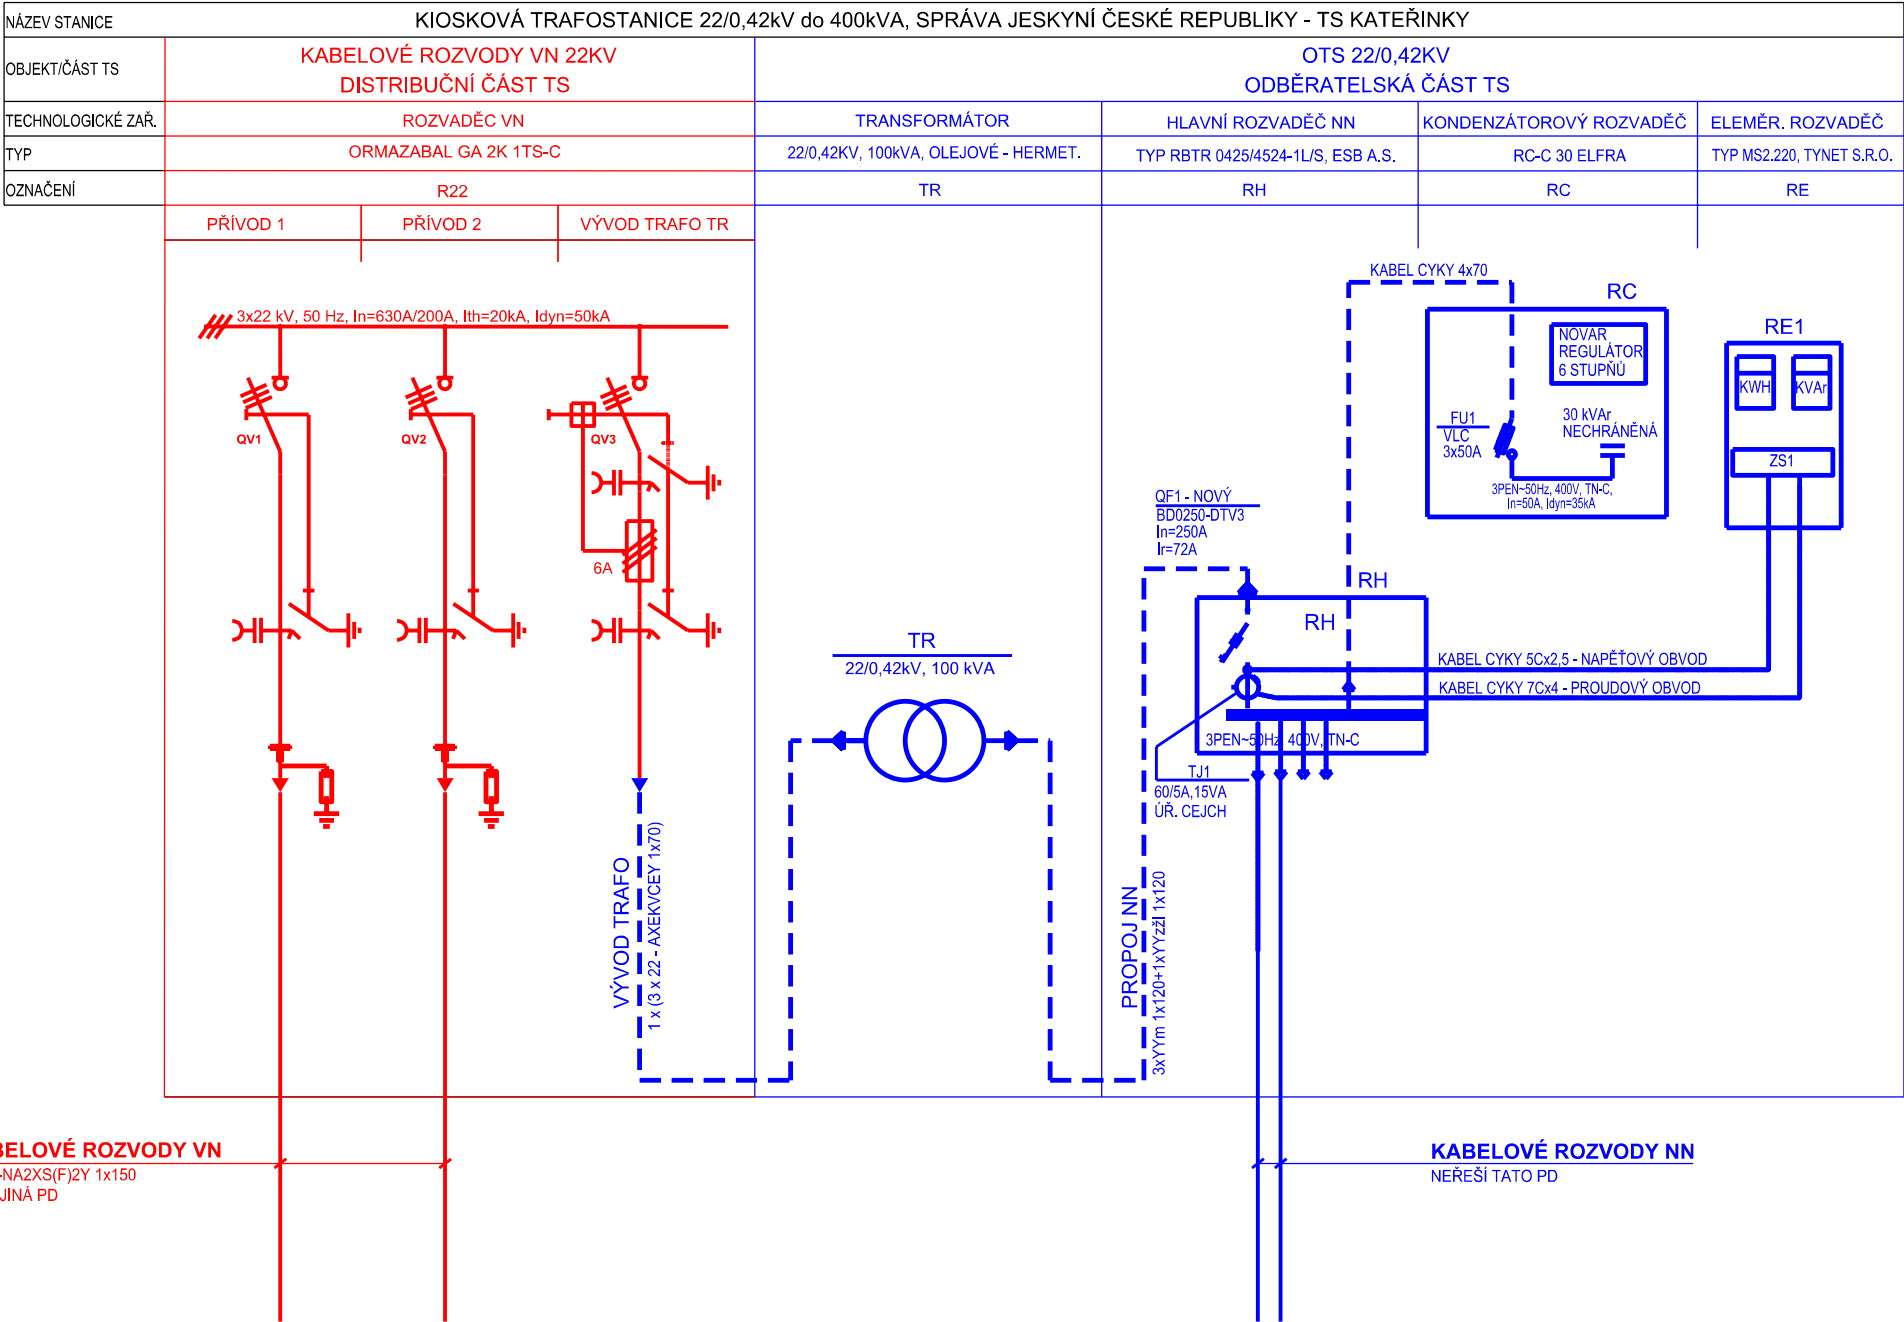 NÁZEV STANICE
KIOSKOVÁ TRAFOSTANICE 22/0,42kV do 400kVA, SPRÁVA JESKYNÍ ČESKÉ REPUBLIKY - TS KATEŘINKY
OBJEKT/ČÁST TS
KABELOVÉ ROZVODY VN 22KV
DISTRIBUČNÍ ČÁST TS
OTS 22/0,42KV
ODBĚRATELSKÁ ČÁST TS
TECHNOLOGICKÉ ZAŘ.
ROZVADĚC VN
TRANSFORMÁTOR
HLAVNÍ ROZVADĚČ NN
KONDENZÁTOROVÝ ROZVADĚČ
ELEMĚR. ROZVADĚČ
TYP
ORMAZABAL GA 2K 1TS-C
22/0,42KV, 100kVA, OLEJOVÉ - HERMET.
TYP RBTR 0425/4524-1L/S, ESB A.S.
RC-C 30 ELFRA
TYP MS2.220, TYNET S.R.O.
OZNAČENÍ
R22
TR
RH
RC
RE
PŘÍVOD 1
PŘÍVOD 2
VÝVOD TRAFO TR
3x22 kV, 50 Hz, In=630A/200A, Ith=20kA, Idyn=50kA
QV1
QV2
QV3
6A
VÝVOD TRAFO
1 x (3 x 22 - AXEKVCEY 1x70)
TR
22/0,42kV, 100 kVA
PROPOJ NN
3xYYm 1x120+1xYYzžl 1x120
KABEL CYKY 4x70
RC
NOVAR
REGULÁTOR
6 STUPŇŮ
FU1
VLC
3x50A
30 kVAr
NECHRÁNĚNÁ
3PEN~50Hz, 400V, TN-C,
In=50A, Idyn=35kA
RE1
KWH
KVAr
ZS1
QF1 - NOVÝ
BD0250-DTV3
In=250A
Ir=72A
RH
RH
KABEL CYKY 5Cx2,5 - NAPĚŤOVÝ OBVOD
KABEL CYKY 7Cx4 - PROUDOVÝ OBVOD
3PEN~50Hz, 400V, TN-C
TJ1
60/5A,15VA
ÚŘ. CEJCH
BELOVÉ ROZVODY VN
-NA2XS(F)2Y 1x150
JINÁ PD
KABELOVÉ ROZVODY NN
NEŘEŠÍ TATO PD